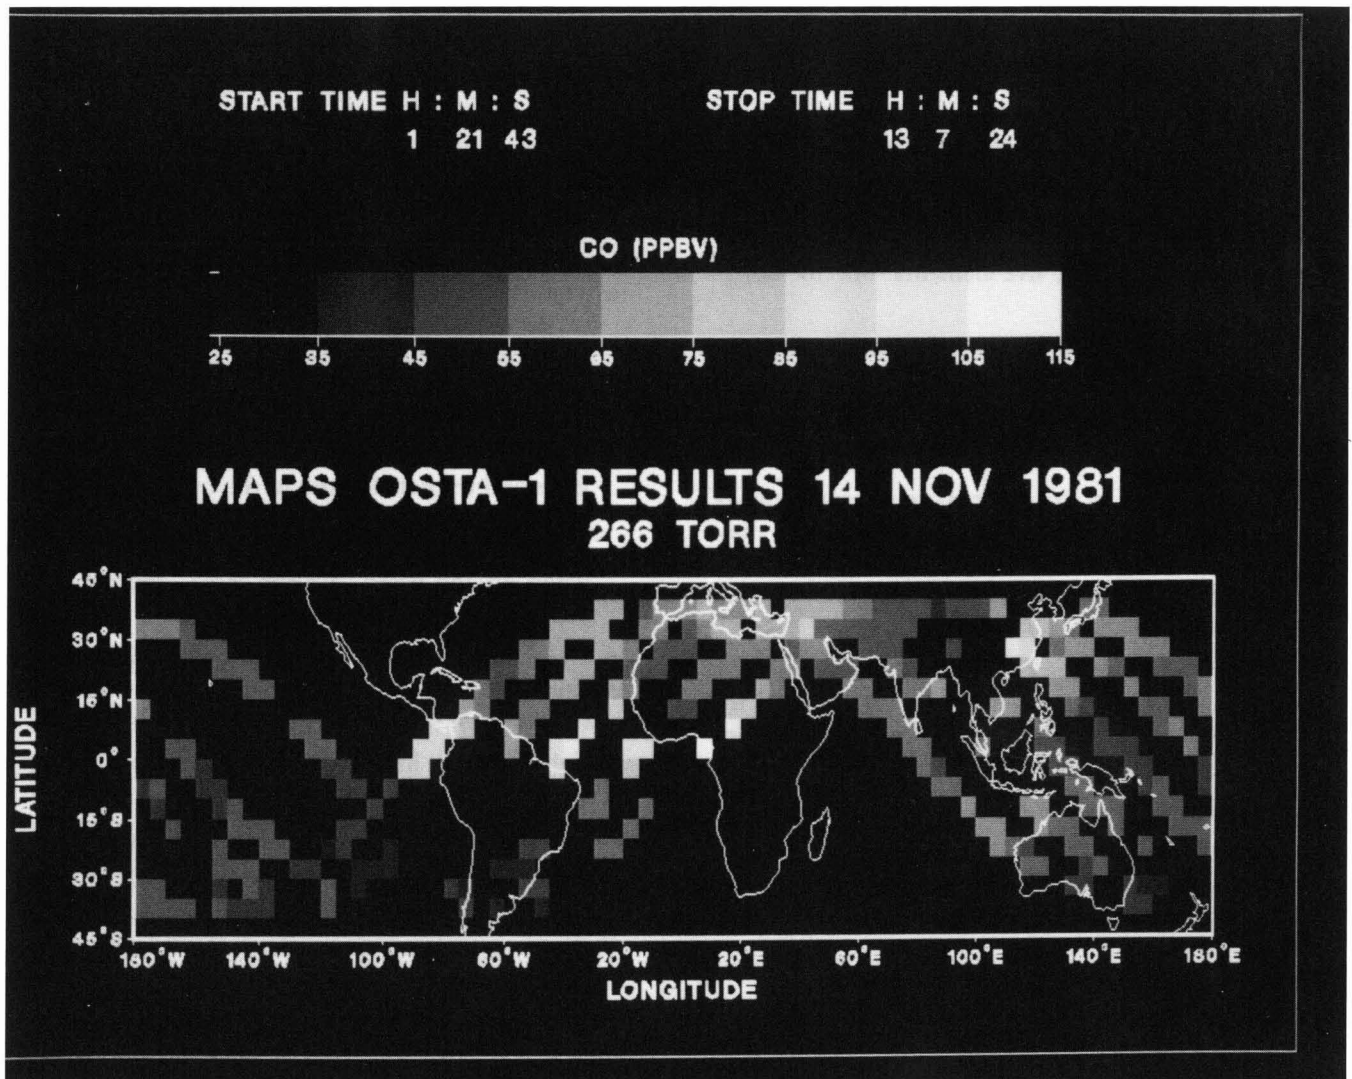 START TIME H : M : S
1 21 43
STOP TIME H : M : S
13 7 24
CO (PPBV)
25 35 45 55 65 75 85 95 105 115
MAPS OSTA-1 RESULTS 14 NOV 1981
266 TORR
45°N
30°N
15°N
0°
15°S
30°S
45°S
LATITUDE
180°W 140°W 100°W 60°W 20°W 20°E 60°E 100°E 140°E 180°E
LONGITUDE